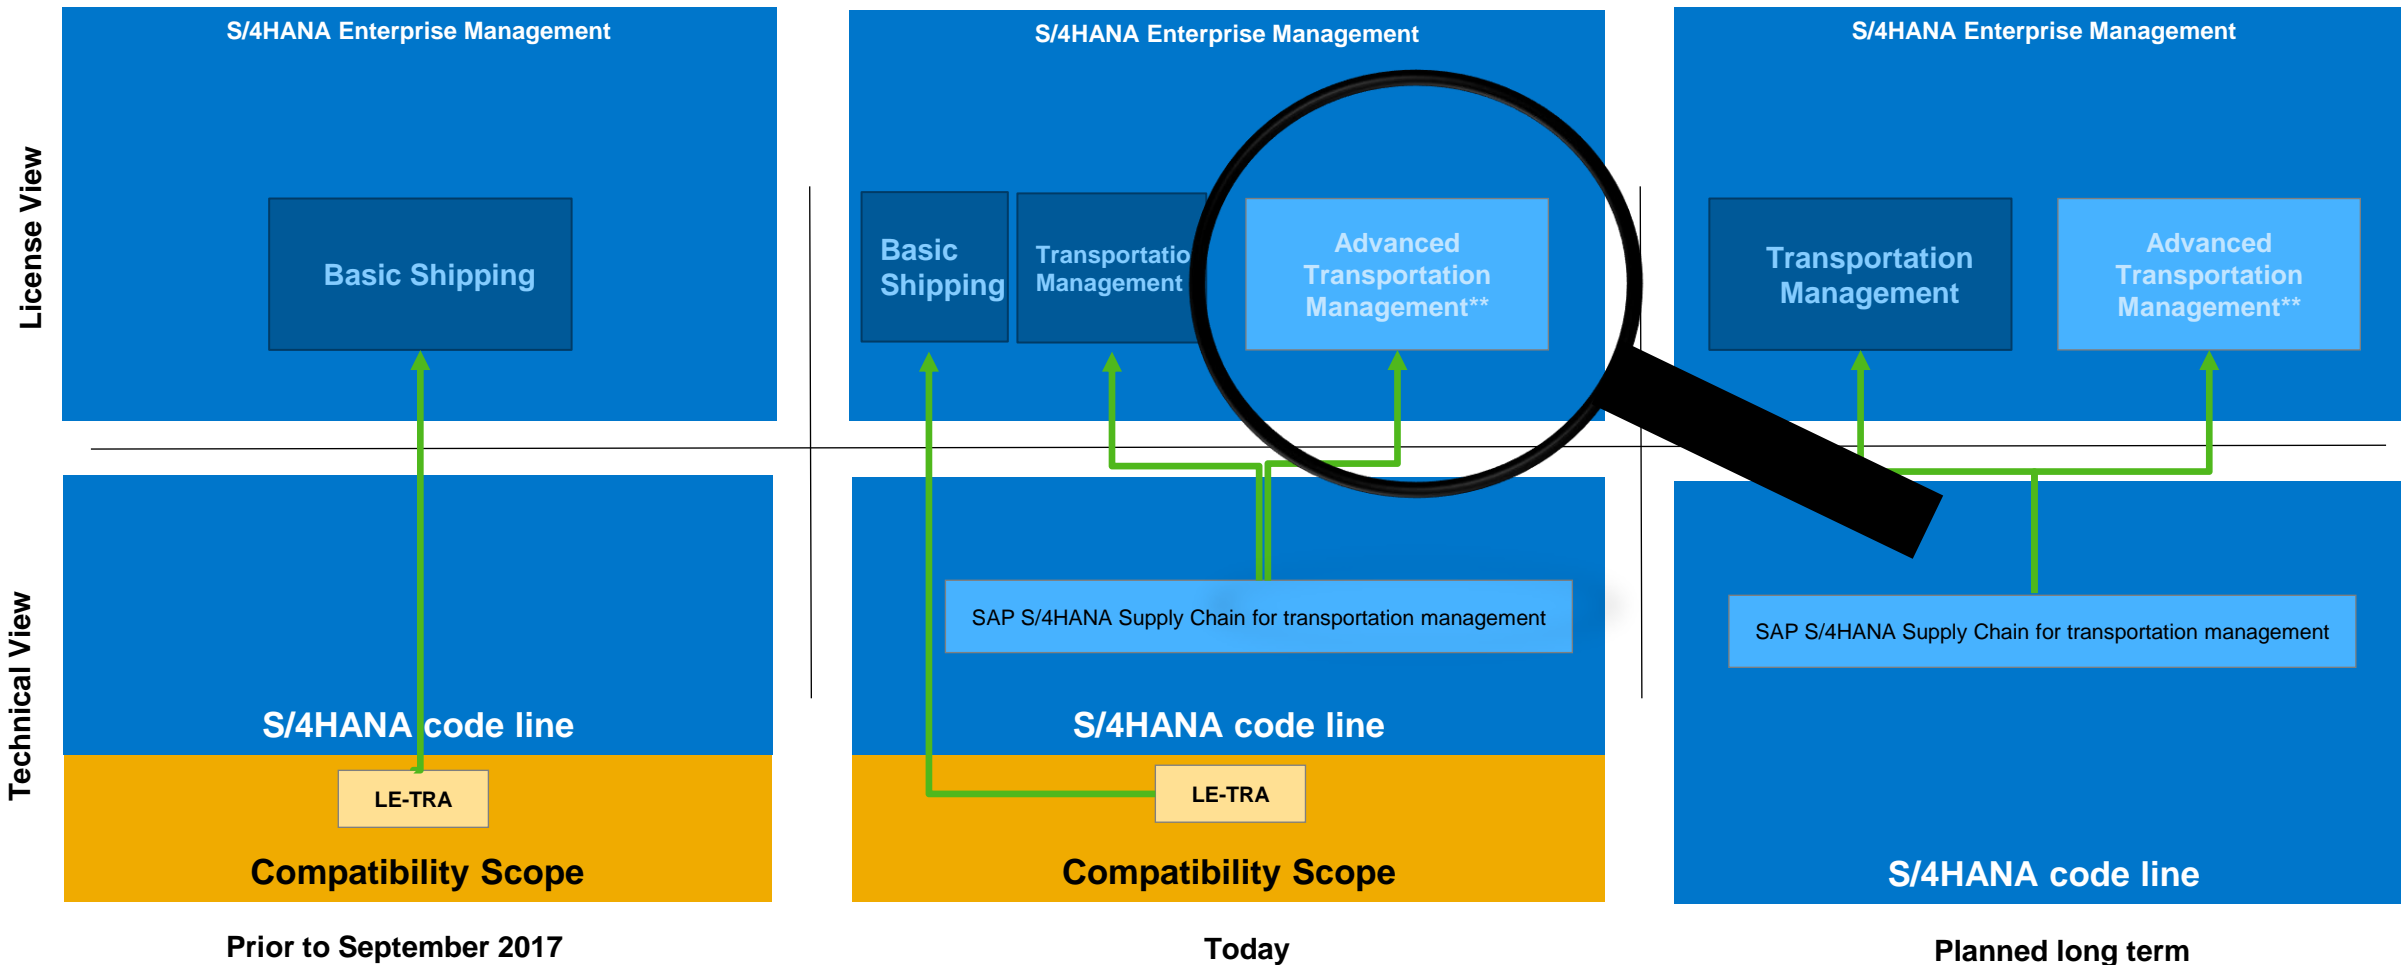 S/4HANA Enterprise Management
S/4HANA Enterprise Management
S/4HANA Enterprise Management
License View
Basic Shipping
Basic
Shipping
Transportatio
Management
Advanced
Transportation
Management**
Transportation
Management
Advanced
Transportation
Management**
Technical View
SAP S/4HANA Supply Chain for transportation management
SAP S/4HANA Supply Chain for transportation management
S/4HANA code line
S/4HANA code line
LE-TRA
LE-TRA
Compatibility Scope
Compatibility Scope
S/4HANA code line
Prior to September 2017
Today
Planned long term